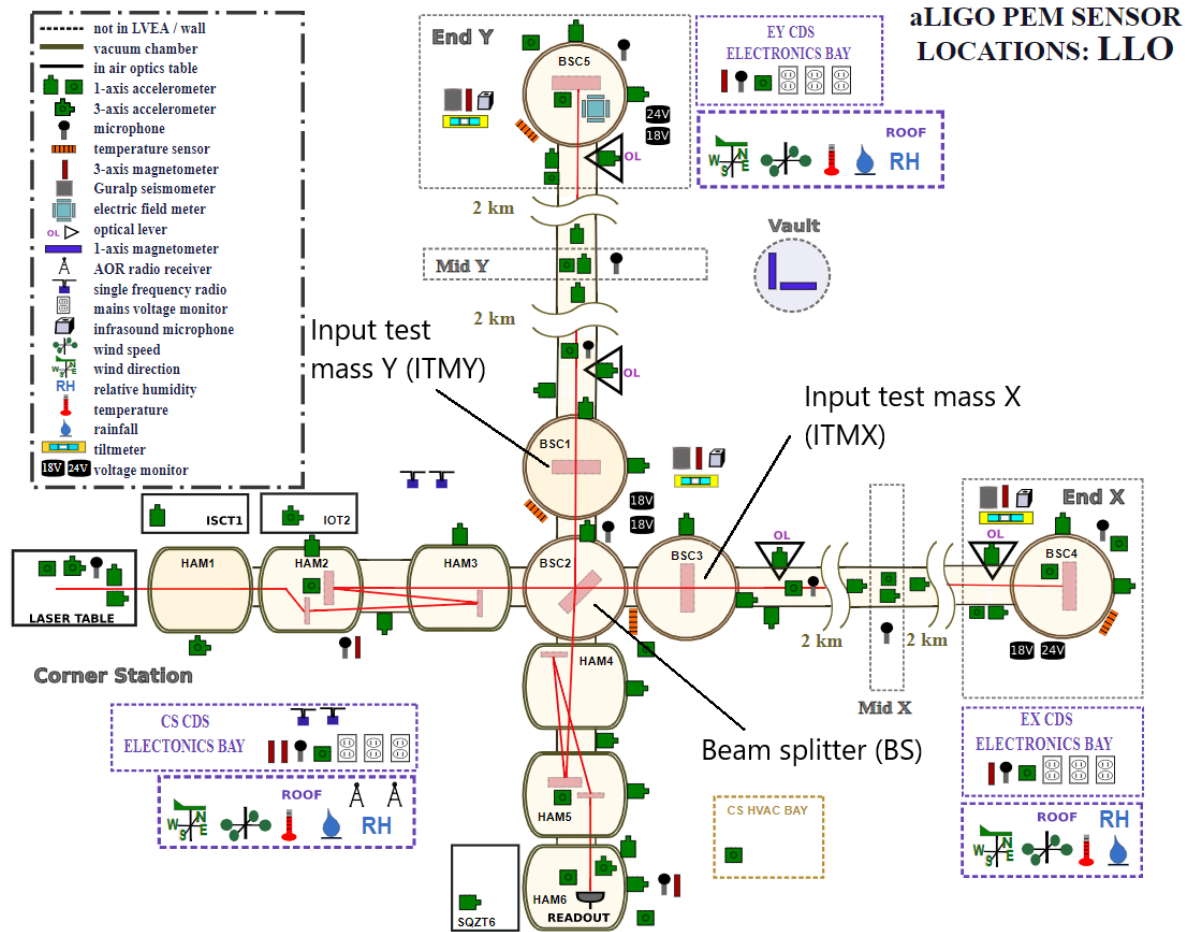 aLIGO PEM SENSOR
LOCATIONS: LLO
not in LVEA / wall
vacuum chamber
in air optics table
1-axis accelerometer
3-axis accelerometer
microphone
temperature sensor
3-axis magnetometer
Guralp seismometer
electric field meter
OL optical lever
1-axis magnetometer
AOR radio receiver
single frequency radio
mains voltage monitor
infrasound microphone
wind speed
W S N E wind direction
RH relative humidity
temperature
rainfall
tiltmeter
18V 24V voltage monitor
End Y
BSC5
24V
18V
OL
EY CDS
ELECTRONICS BAY
ROOF
W S N E
RH
2 km
Mid Y
Vault
2 km
Input test
mass Y (ITMY)
OL
Input test mass X
(ITMX)
BSC1
18V
18V
ISCT1
IOT2
HAM1
HAM2
HAM3
BSC2
BSC3
OL
LASER TABLE
2 km
2 km
Mid X
End X
OL
BSC4
18V
24V
Corner Station
HAM4
Beam splitter (BS)
CS CDS
ELECTONICS BAY
ROOF
W S N E
RH
HAM5
HAM6
READOUT
SQZT6
CS HVAC BAY
EX CDS
ELECTRONICS BAY
ROOF
RH
W S N E